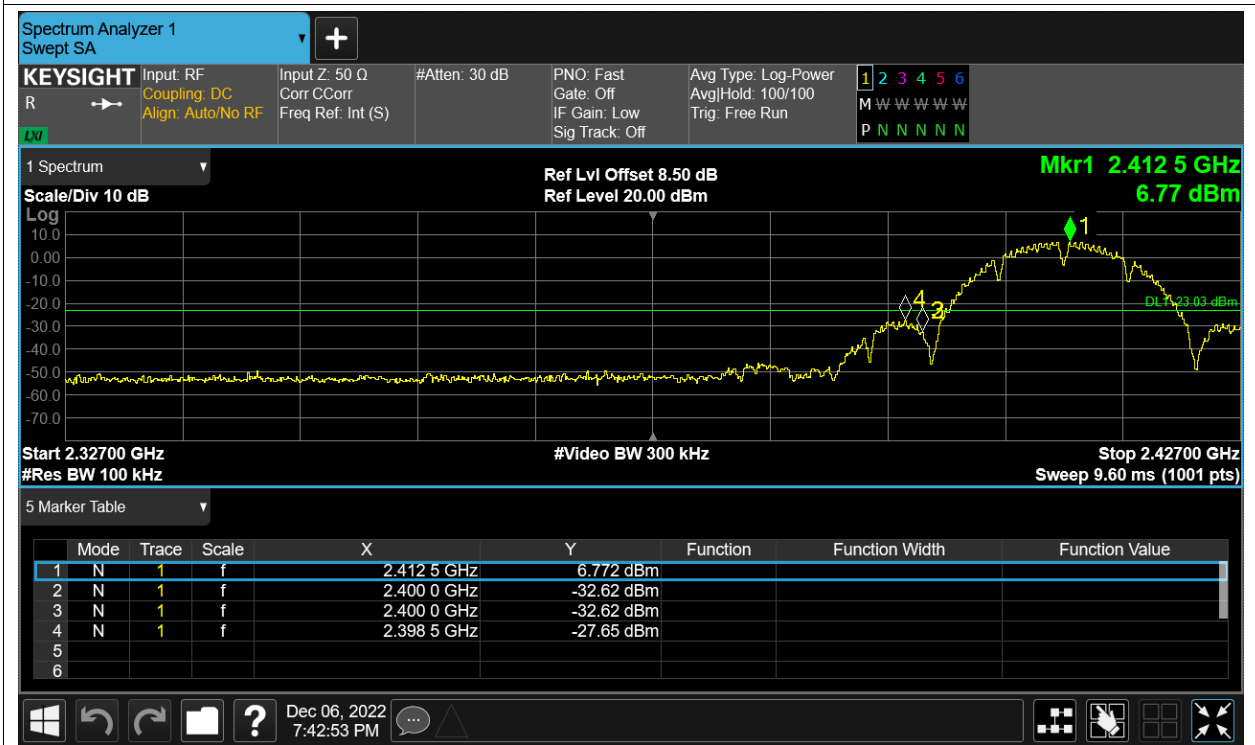 Spectrum Analyzer 1
Swept SA
+
KEYSIGHT Input: RF Input Z: 50 Ω #Atten: 30 dB PNO: Fast Avg Type: Log-Power 1 2 3 4 5 6
R Coupling: DC Corr CCorr Gate: Off Avg|Hold: 100/100 M W W W W W W
Align: Auto/No RF Freq Ref: Int (S) IF Gain: Low Trig: Free Run
LXI Sig Track: Off P N N N N N N
1 Spectrum Ref Lvl Offset 8.50 dB Mkr1 2.412 5 GHz
Scale/Div 10 dB Ref Level 20.00 dBm 6.77 dBm
Log
1
10.0
0.00
-10.0
-20.0
4 DL1 -23.03 dBm
-30.0
-40.0
-50.0
-60.0
-70.0
Start 2.32700 GHz #Video BW 300 kHz Stop 2.42700 GHz
#Res BW 100 kHz Sweep 9.60 ms (1001 pts)
5 Marker Table
Mode Trace Scale X Y Function Function Width Function Value
1 N 1 f 2.412 5 GHz 6.772 dBm
2 N 1 f 2.400 0 GHz -32.62 dBm
3 N 1 f 2.400 0 GHz -32.62 dBm
4 N 1 f 2.398 5 GHz -27.65 dBm
5
6
? Dec 06, 2022
7:42:53 PM